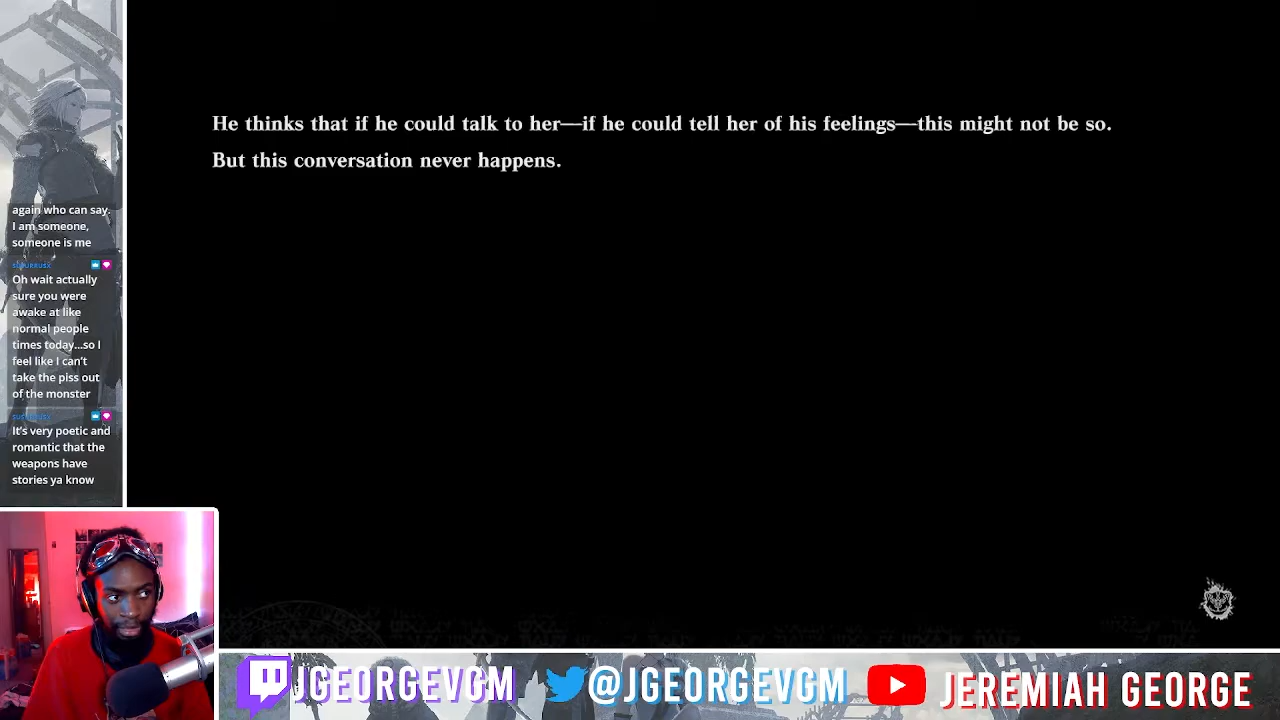 He thinks that if he could talk to her—if he could tell her of his feelings—this might not be so.
But this conversation never happens.
again who can say.
I am someone,
someone is me
Oh wait actually
sure you were
awake at like
normal people
times today...so I
feel like I can't
take the piss out
of the monster
It's very poetic and
romantic that the
weapons have
stories ya know
JGEORGEVGM
@JGEORGEVGM
JEREMIAH GEORGE